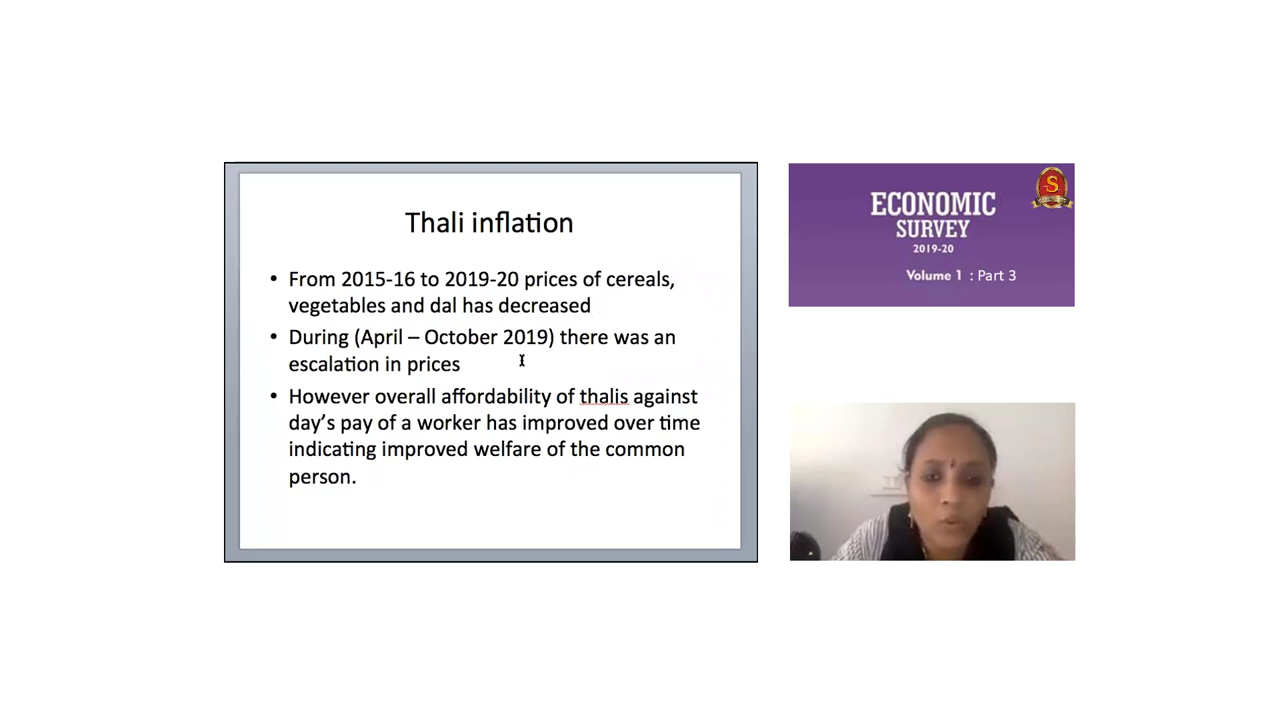 Thali inflation
• From 2015-16 to 2019-20 prices of cereals,
vegetables and dal has decreased
• During (April – October 2019) there was an
escalation in prices
• However overall affordability of thalis against
day's pay of a worker has improved over time
indicating improved welfare of the common
person.
S
ECONOMIC
SURVEY
2019-20
Volume 1 : Part 3